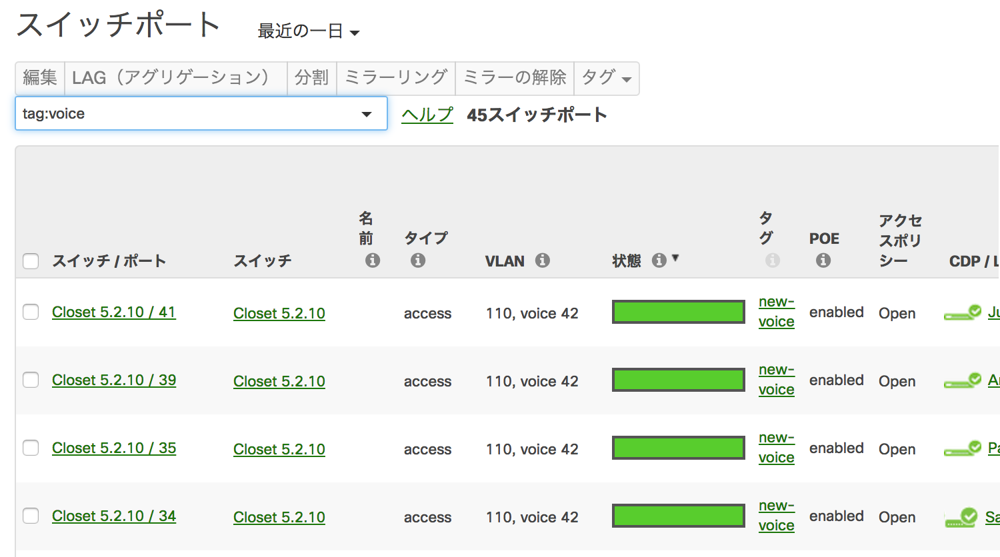 スイッチポート 最近の一日
編集 LAG（アグリゲーション） 分割 ミラーリング ミラーの解除 タグ
tag:voice ヘルプ 45スイッチポート
スイッチ / ポート スイッチ 名前 タイプ VLAN 状態 タグ POE アクセスポリシー CDP / L
Closet 5.2.10 / 41 Closet 5.2.10 access 110, voice 42 new-voice enabled Open Ju
Closet 5.2.10 / 39 Closet 5.2.10 access 110, voice 42 new-voice enabled Open
Closet 5.2.10 / 35 Closet 5.2.10 access 110, voice 42 new-voice enabled Open Pa
Closet 5.2.10 / 34 Closet 5.2.10 access 110, voice 42 new-voice enabled Open Sa